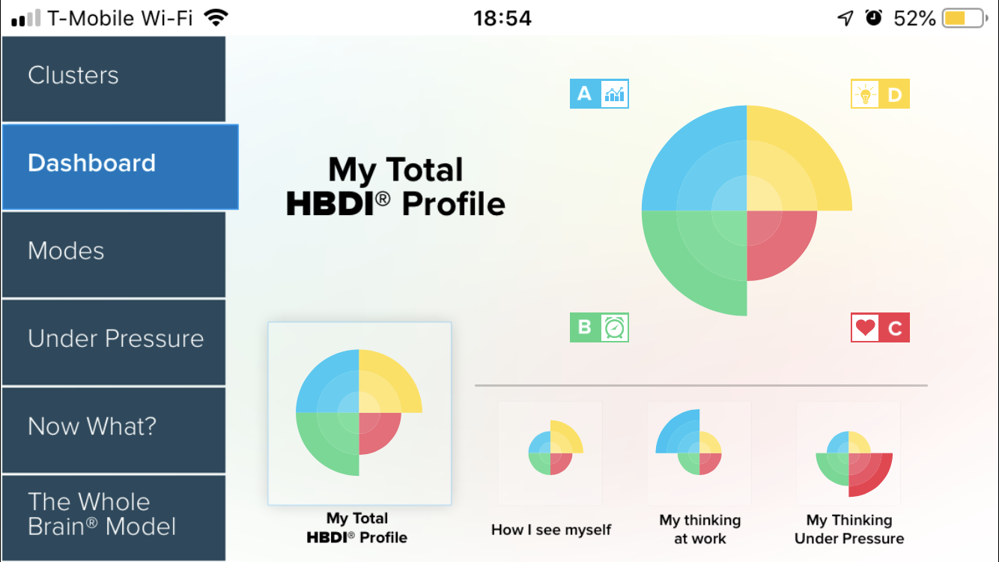 T-Mobile Wi-Fi
18:54
52%
Clusters
Dashboard
Modes
Under Pressure
Now What?
The Whole
Brain® Model
My Total
HBDI® Profile
A
D
B
C
My Total
HBDI® Profile
How I see myself
My thinking
at work
My Thinking
Under Pressure